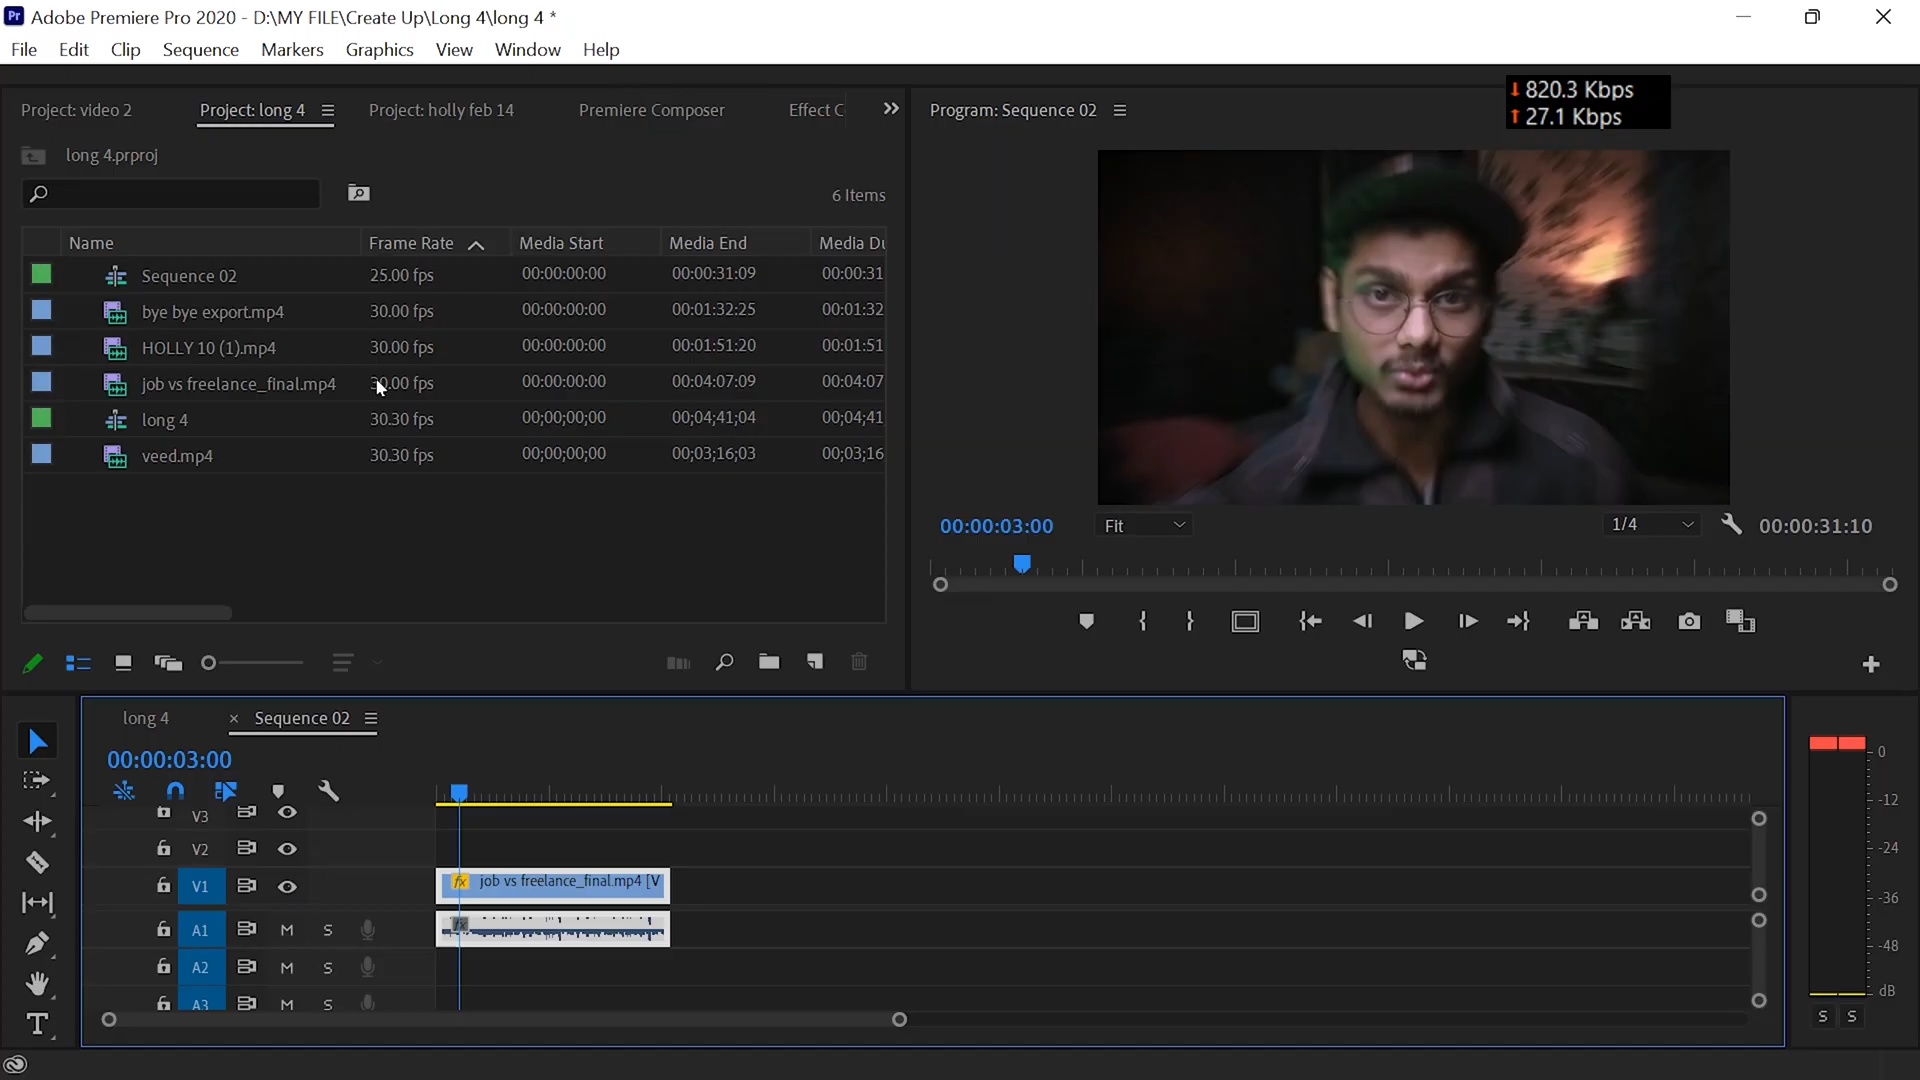 Pr Adobe Premiere Pro 2020 - D:\MY FILE\Create Up\Long 4\long 4 *
File Edit Clip Sequence Markers Graphics View Window Help
820.3 Kbps
27.1 Kbps
Project: video 2 Project: long 4 Project: holly feb 14 Premiere Composer Effect C
long 4.prproj
6 Items
Name Frame Rate Media Start Media End Media Du
Sequence 02 25.00 fps 00:00:00:00 00:00:31:09 00:00:31
bye bye export.mp4 30.00 fps 00:00:00:00 00:01:32:25 00:01:32
HOLLY 10 (1).mp4 30.00 fps 00:00:00:00 00:01:51:20 00:01:51
job vs freelance_final.mp4 30.00 fps 00:00:00:00 00:04:07:09 00:04:07
long 4 30.30 fps 00;00;00;00 00;04;41;04 00;04;41
veed.mp4 30.30 fps 00;00;00;00 00;03;16;03 00;03;16
Program: Sequence 02
00:00:03:00 Fit 1/4 00:00:31:10
long 4 × Sequence 02
00:00:03:00
V3
V2
V1
fx job vs freelance_final.mp4 [V
A1 M S
fx
A2 M S
A3 M S
0
-12
-24
-36
-48
dB
S S